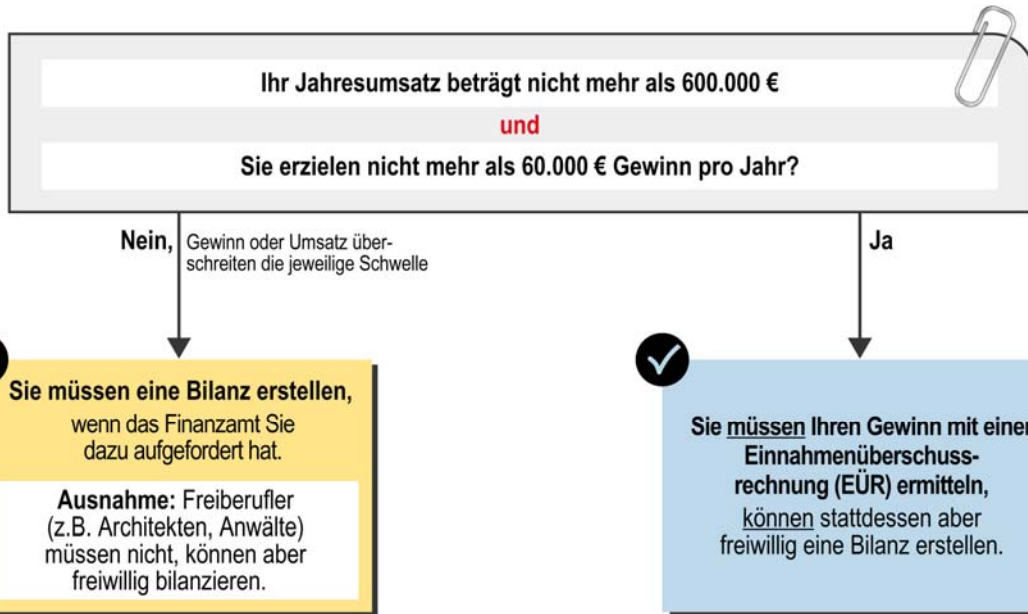 Ihr Jahresumsatz beträgt nicht mehr als 600.000 €
und
Sie erzielen nicht mehr als 60.000 € Gewinn pro Jahr?
Nein, Gewinn oder Umsatz über-
schreiten die jeweilige Schwelle
Ja
Sie müssen eine Bilanz erstellen,
wenn das Finanzamt Sie
dazu aufgefordert hat.
Ausnahme: Freiberufler
(z.B. Architekten, Anwälte)
müssen nicht, können aber
freiwillig bilanzieren.
Sie müssen Ihren Gewinn mit einer
Einnahmenüberschuss-
rechnung (EÜR) ermitteln,
können stattdessen aber
freiwillig eine Bilanz erstellen.